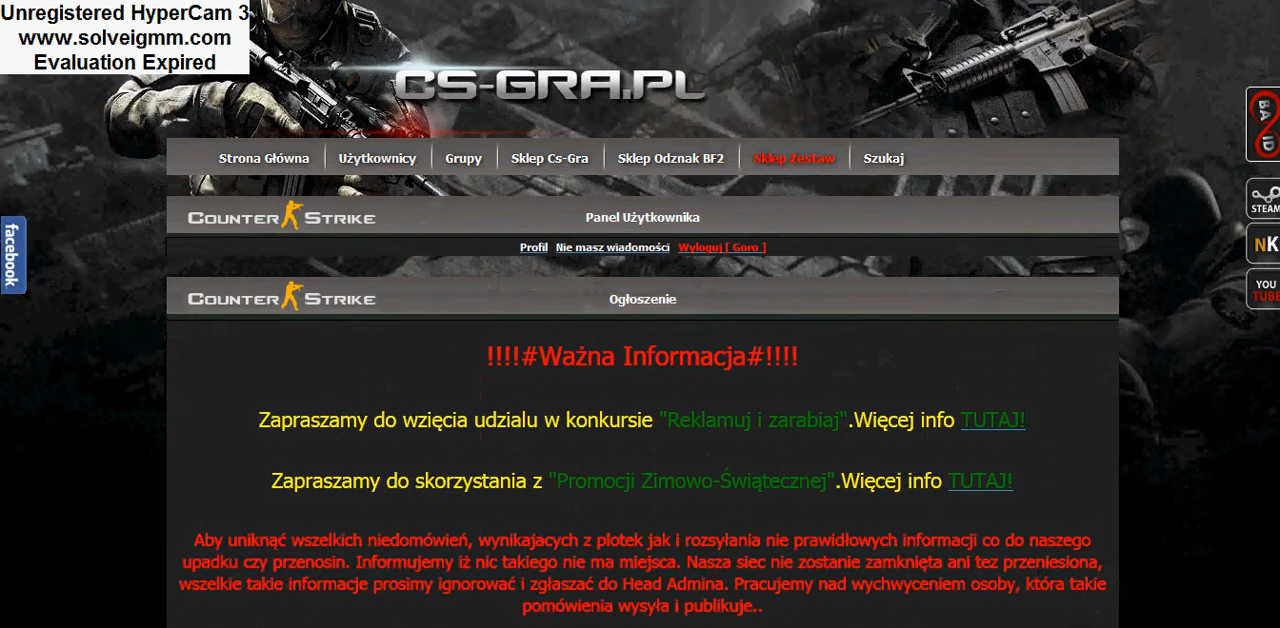 Unregistered HyperCam 3
www.solveigmm.com
Evaluation Expired
CS-GRA.PL
Strona Główna Użytkownicy Grupy Sklep Cs-Gra Sklep Odznak BF2 Sklep Zestaw Szukaj
COUNTER STRIKE Panel Użytkownika
Profil Nie masz wiadomości Wyloguj [ Goro ]
COUNTER STRIKE Ogłoszenie
!!!!#Ważna Informacja#!!!!
Zapraszamy do wzięcia udzialu w konkursie "Reklamuj i zarabiaj".Więcej info TUTAJ!
Zapraszamy do skorzystania z "Promocji Zimowo-Świątecznej".Więcej info TUTAJ!
Aby uniknąć wszelkich niedomówień, wynikajacych z plotek jak i rozsyłania nie prawidłowych informacji co do naszego
upadku czy przenosin. Informujemy iż nic takiego nie ma miejsca. Nasza siec nie zostanie zamknięta ani tez przeniesiona,
wszelkie takie informacje prosimy ignorować i zgłaszać do Head Admina. Pracujemy nad wychwyceniem osoby, która takie
pomówienia wysyła i publikuje..
facebook
STEAM
NK
YOU
TUBE